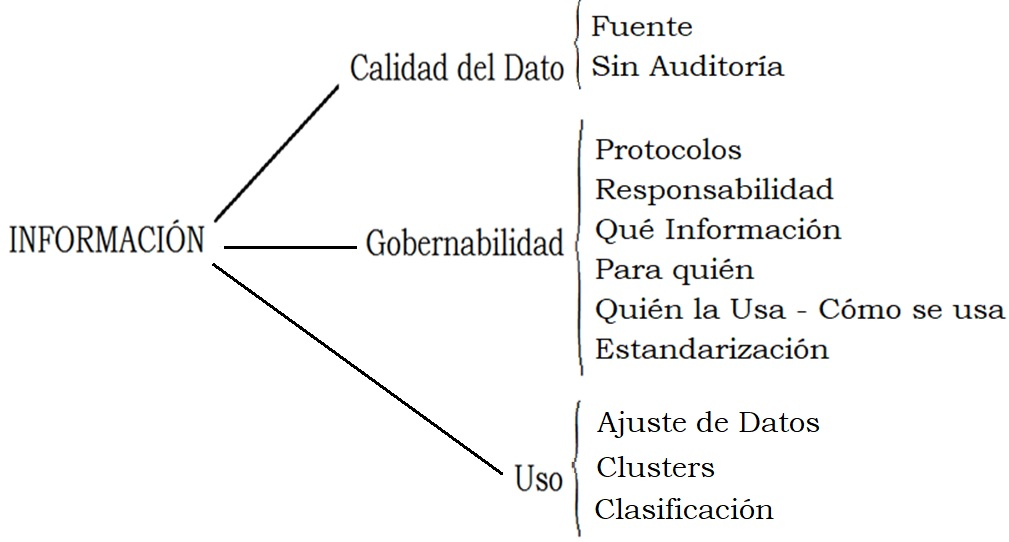 Fuente
Calidad del Dato
Sin Auditoría
Protocolos
Responsabilidad
Qué Información
INFORMACIÓN
Gobernabilidad
Para quién
Quién la Usa - Cómo se usa
Estandarización
Ajuste de Datos
Clusters
Uso
Clasificación